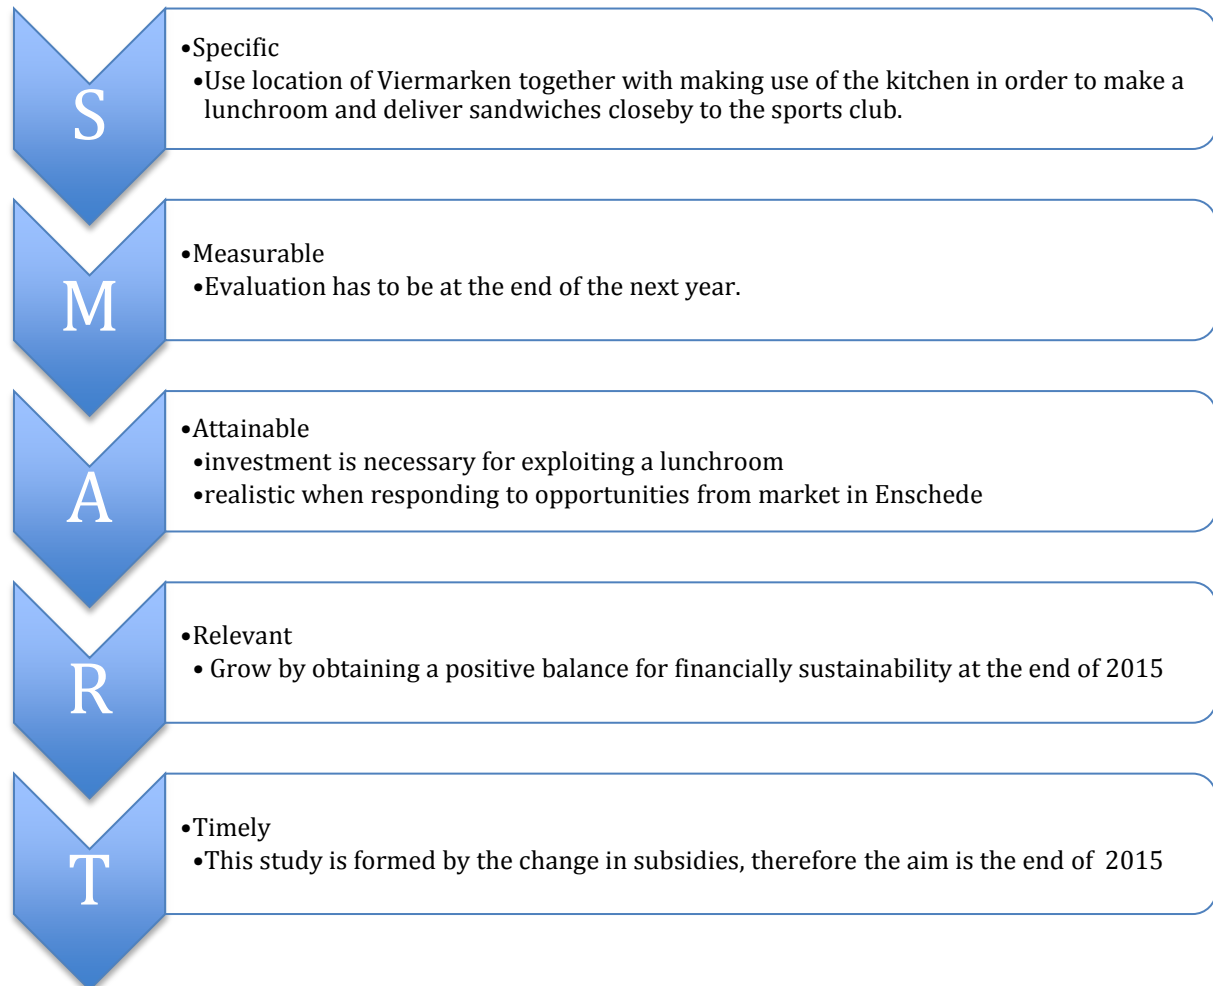 S
•Specific
•Use location of Viermarken together with making use of the kitchen in order to make a
lunchroom and deliver sandwiches closeby to the sports club.
M
•Measurable
•Evaluation has to be at the end of the next year.
A
•Attainable
•investment is necessary for exploiting a lunchroom
•realistic when responding to opportunities from market in Enschede
R
•Relevant
• Grow by obtaining a positive balance for financially sustainability at the end of 2015
T
•Timely
•This study is formed by the change in subsidies, therefore the aim is the end of  2015